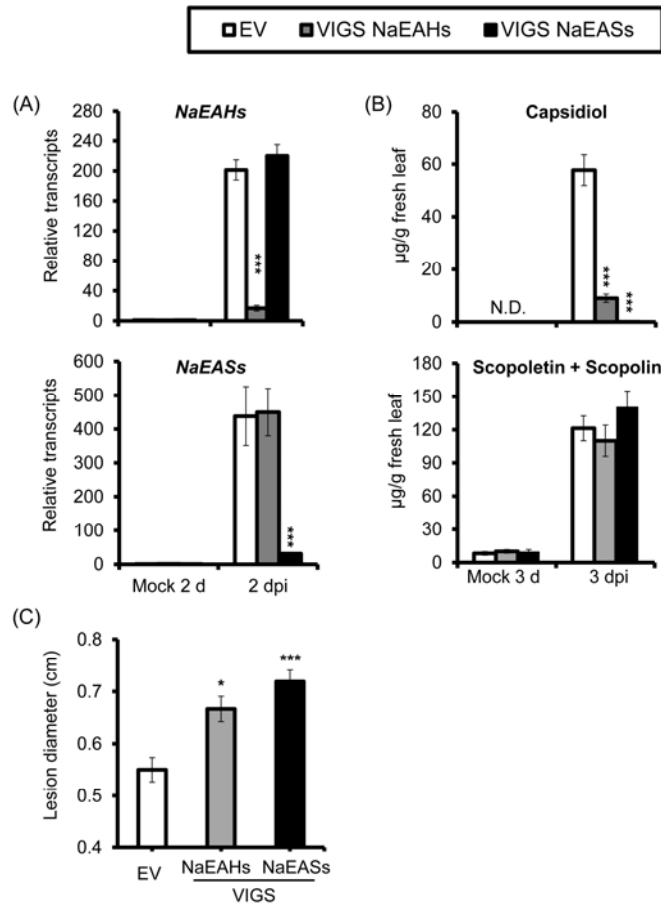 EV VIGS NaEAHs VIGS NaEASs
(A)
NaEAHs
Relative transcripts
280
240
200
160
120
80
40
0
***
(B)
Capsidiol
µg/g fresh leaf
80
60
40
20
0
N.D.
***
***
NaEASs
Relative transcripts
600
500
400
300
200
100
0
***
Mock 2 d 2 dpi
Scopoletin + Scopolin
µg/g fresh leaf
150
120
90
60
30
0
Mock 3 d 3 dpi
(C)
Lesion diameter (cm)
0.8
0.7
0.6
0.5
0.4
*
***
EV NaEAHs NaEASs
VIGS